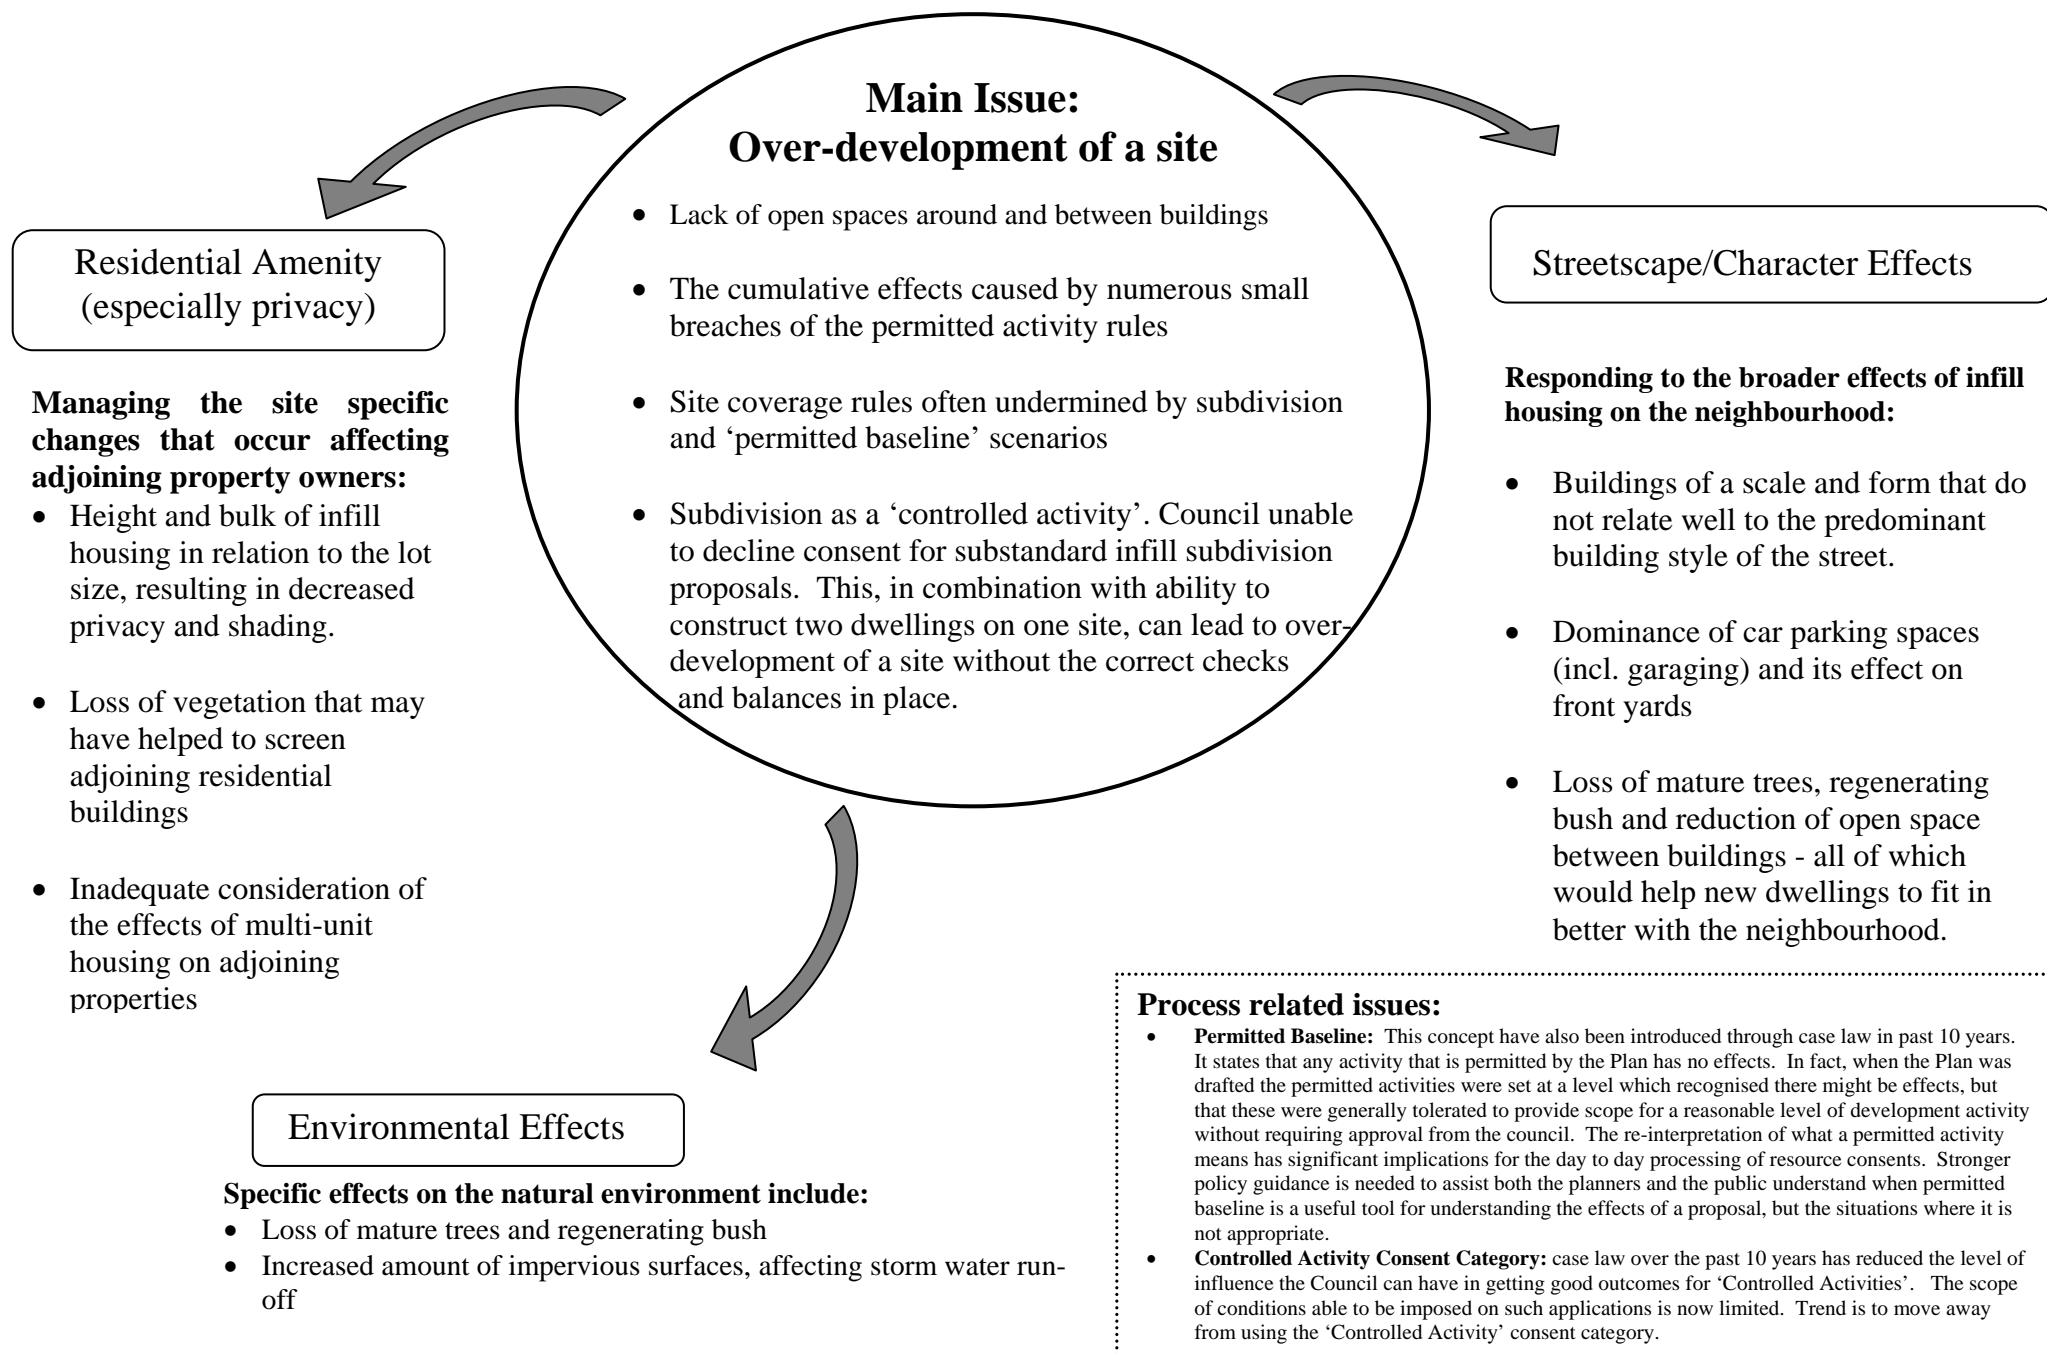 Main Issue:
Over-development of a site
• Lack of open spaces around and between buildings
• The cumulative effects caused by numerous small
breaches of the permitted activity rules
• Site coverage rules often undermined by subdivision
and ‘permitted baseline’ scenarios
• Subdivision as a ‘controlled activity’. Council unable
to decline consent for substandard infill subdivision
proposals.  This, in combination with ability to
construct two dwellings on one site, can lead to over-
development of a site without the correct checks
and balances in place.
Residential Amenity
(especially privacy)
Managing the site specific
changes that occur affecting
adjoining property owners:
• Height and bulk of infill
housing in relation to the lot
size, resulting in decreased
privacy and shading.
• Loss of vegetation that may
have helped to screen
adjoining residential
buildings
• Inadequate consideration of
the effects of multi-unit
housing on adjoining
properties
Streetscape/Character Effects
Responding to the broader effects of infill
housing on the neighbourhood:
• Buildings of a scale and form that do
not relate well to the predominant
building style of the street.
• Dominance of car parking spaces
(incl. garaging) and its effect on
front yards
• Loss of mature trees, regenerating
bush and reduction of open space
between buildings - all of which
would help new dwellings to fit in
better with the neighbourhood.
Environmental Effects
Specific effects on the natural environment include:
• Loss of mature trees and regenerating bush
• Increased amount of impervious surfaces, affecting storm water run-
off
Process related issues:
• Permitted Baseline:  This concept have also been introduced through case law in past 10 years.
It states that any activity that is permitted by the Plan has no effects.  In fact, when the Plan was
drafted the permitted activities were set at a level which recognised there might be effects, but
that these were generally tolerated to provide scope for a reasonable level of development activity
without requiring approval from the council.  The re-interpretation of what a permitted activity
means has significant implications for the day to day processing of resource consents.  Stronger
policy guidance is needed to assist both the planners and the public understand when permitted
baseline is a useful tool for understanding the effects of a proposal, but the situations where it is
not appropriate.
• Controlled Activity Consent Category: case law over the past 10 years has reduced the level of
influence the Council can have in getting good outcomes for ‘Controlled Activities’.   The scope
of conditions able to be imposed on such applications is now limited.  Trend is to move away
from using the ‘Controlled Activity’ consent category.